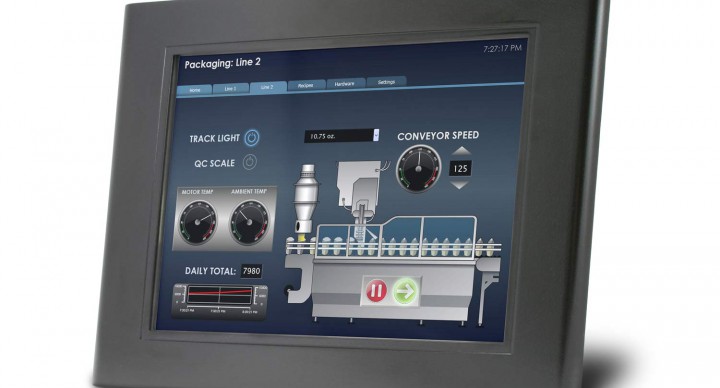 7:27:17 PM
Packaging: Line 2
Home
Line 1
Line 2
Recipes
Hardware
Settings
TRACK LIGHT
10.75 oz.
CONVEYOR SPEED
QC SCALE
125
MOTOR TEMP
AMBIENT TEMP
DAILY TOTAL:
7980